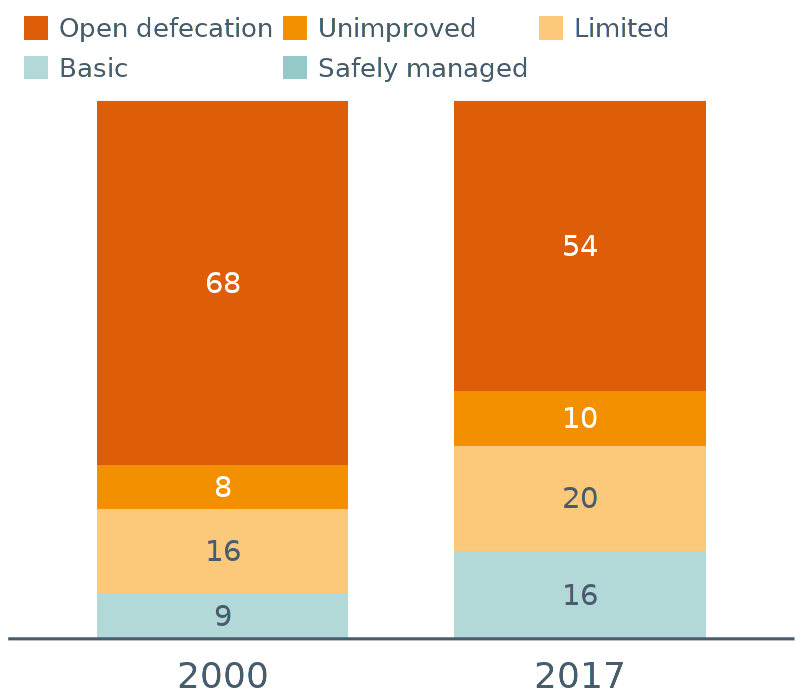 Open defecation Unimproved Limited
Basic Safely managed
68 54
8 10
16 20
9 16
2000 2017